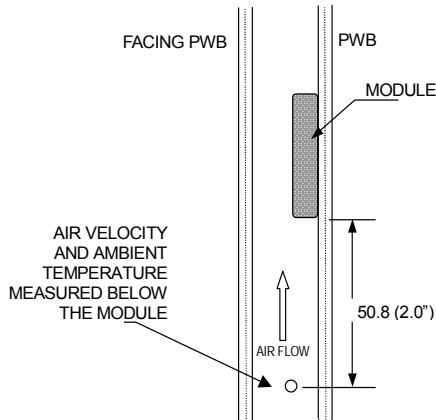 FACING PWB
PWB
MODULE
AIR VELOCITY
AND AMBIENT
TEMPERATURE
MEASURED BELOW
THE MODULE
50.8 (2.0")
AIR FLOW